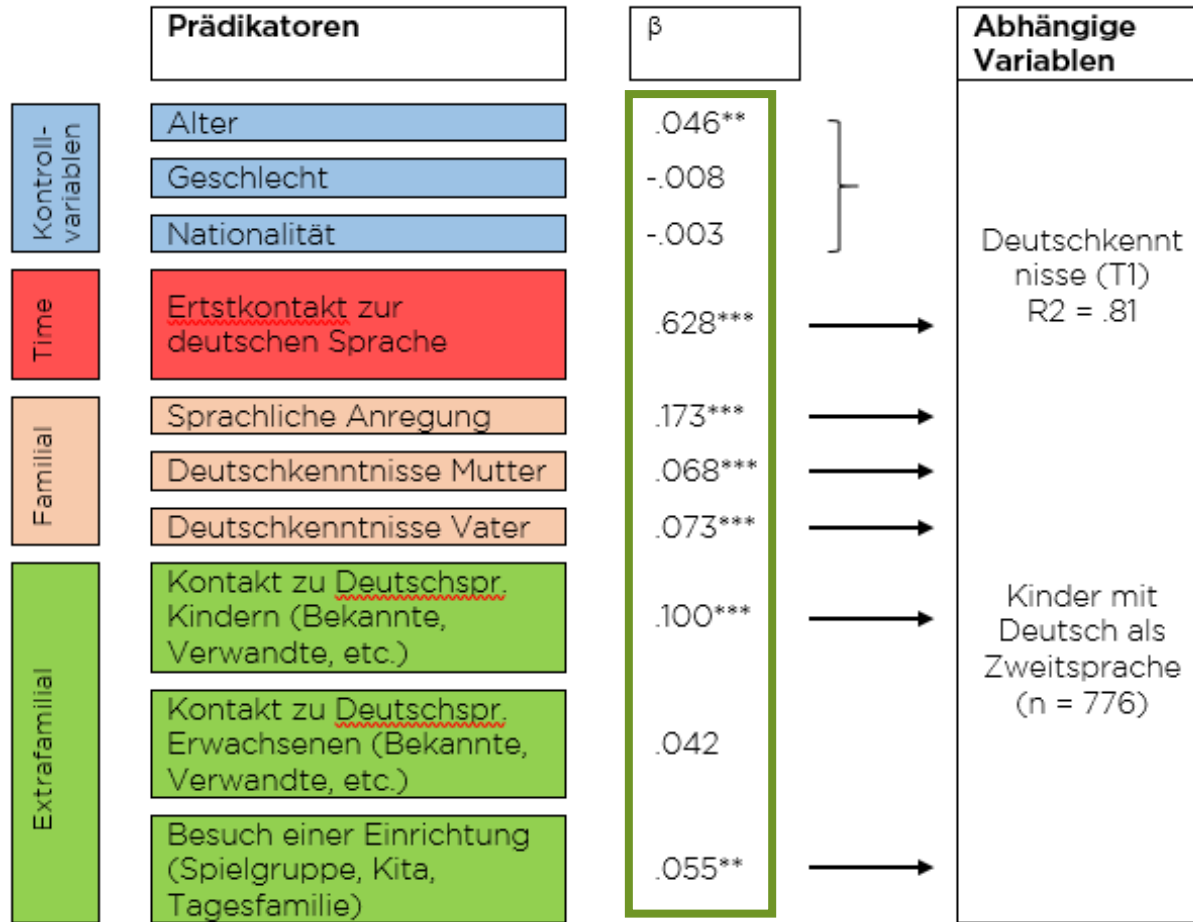 Prädikatoren
β
Abhängige
Variablen
Kontroll-
variablen
Alter
.046**
Geschlecht
-.008
Nationalität
-.003
Deutschkennt
nisse (T1)
R2 = .81
Time
Ertstkontakt zur
deutschen Sprache
.628***
Familial
Sprachliche Anregung
.173***
Deutschkenntnisse Mutter
.068***
Deutschkenntnisse Vater
.073***
Extrafamilial
Kontakt zu Deutschspr.
Kindern (Bekannte,
Verwandte, etc.)
.100***
Kinder mit
Deutsch als
Zweitsprache
(n = 776)
Kontakt zu Deutschspr.
Erwachsenen (Bekannte,
Verwandte, etc.)
.042
Besuch einer Einrichtung
(Spielgruppe, Kita,
Tagesfamilie)
.055**